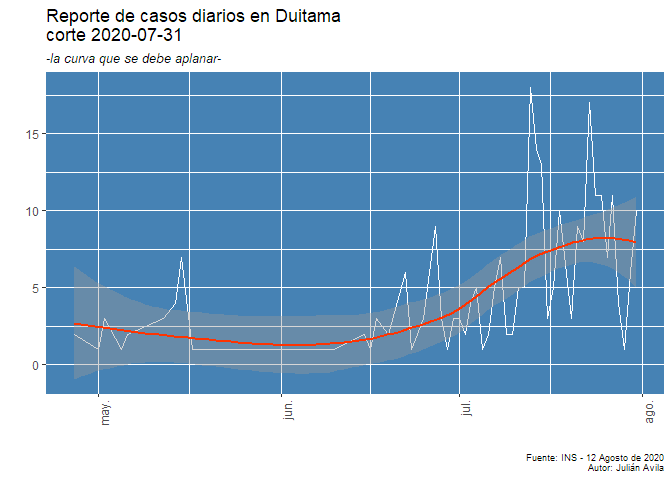 Reporte de casos diarios en Duitama
corte 2020-07-31
-la curva que se debe aplanar-
15
10
5
0
may.
jun.
jul.
ago.
Fuente: INS - 12 Agosto de 2020
Autor: Julián Avila